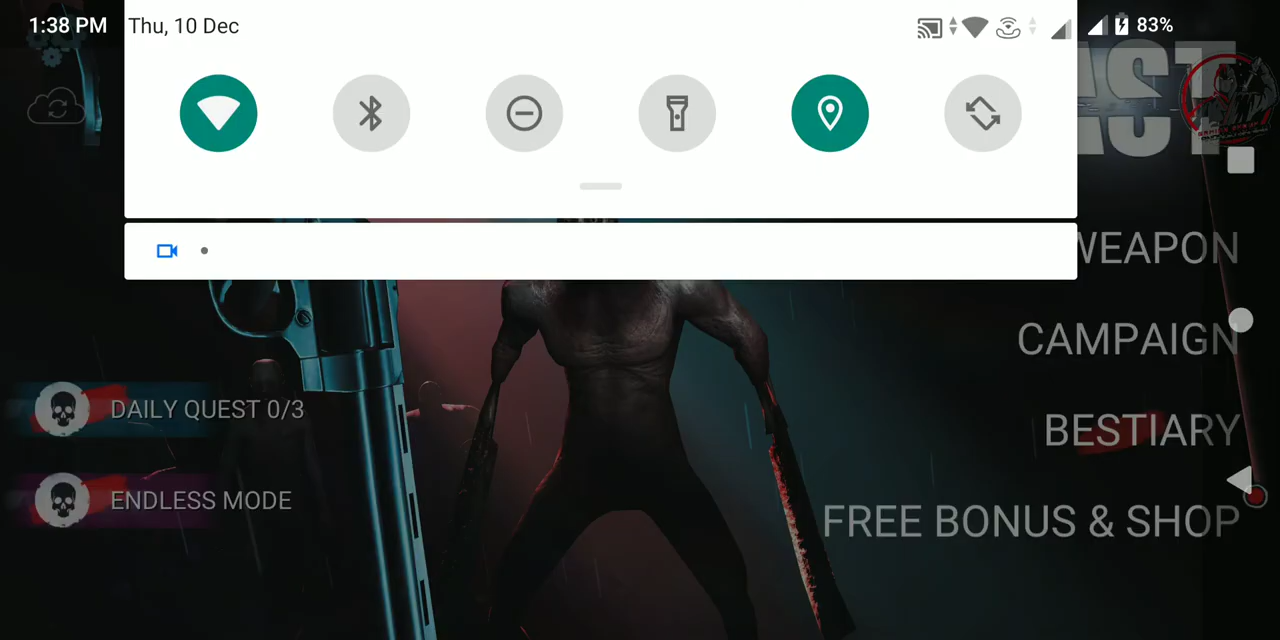 1:38 PM Thu, 10 Dec 83%
WEAPON
CAMPAIGN
DAILY QUEST 0/3
BESTIARY
ENDLESS MODE
FREE BONUS & SHOP